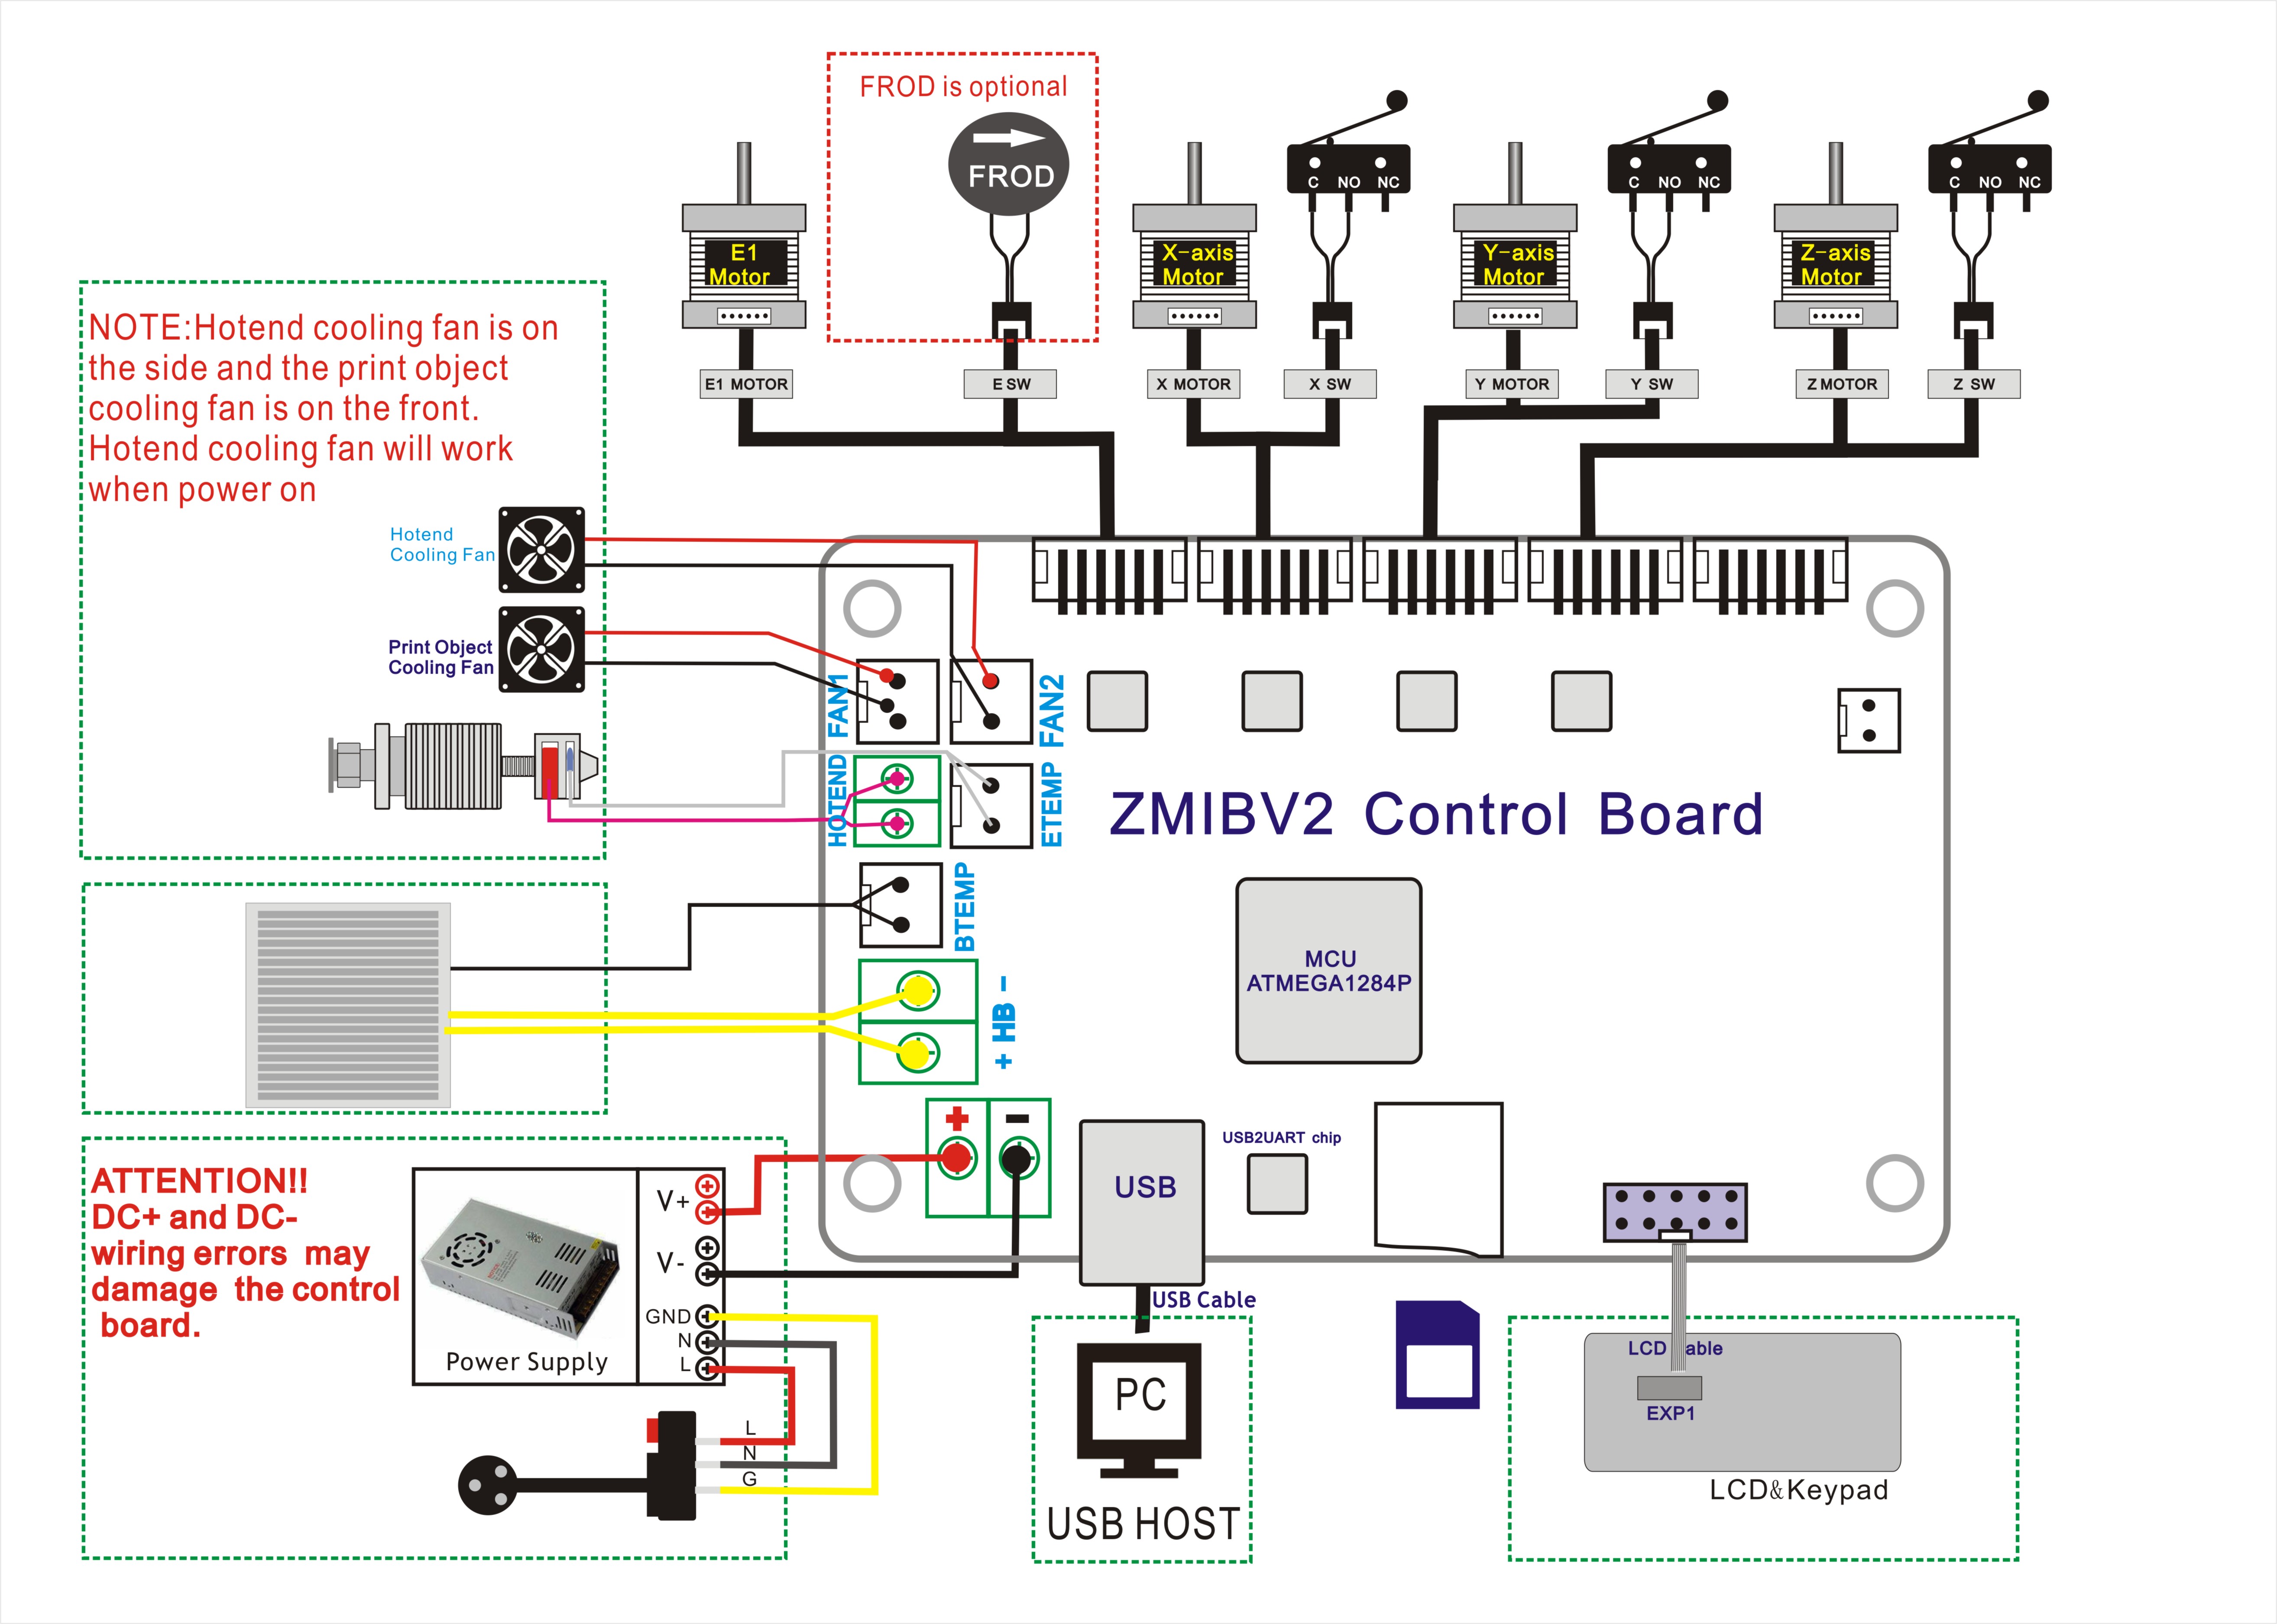 FROD is optional
FROD
C NO NC
C NO NC
C NO NC
E1
Motor
X-axis
Motor
Y-axis
Motor
Z-axis
Motor
E1 MOTOR
E SW
X MOTOR
X SW
Y MOTOR
Y SW
Z MOTOR
Z SW
NOTE:Hotend cooling fan is on
the side and the print object
cooling fan is on the front.
Hotend cooling fan will work
when power on
Hotend
Cooling Fan
Print Object
Cooling Fan
FAN1
FAN2
HOTEND
ETEMP
ZMIBV2 Control Board
BTEMP
MCU
ATMEGA1284P
+ HB -
+ -
USB
USB2UART chip
ATTENTION!!
DC+ and DC-
wiring errors may
damage the control
board.
V+
V-
GND
N
L
Power Supply
L
N
G
USB Cable
PC
USB HOST
LCD able
EXP1
LCD&Keypad